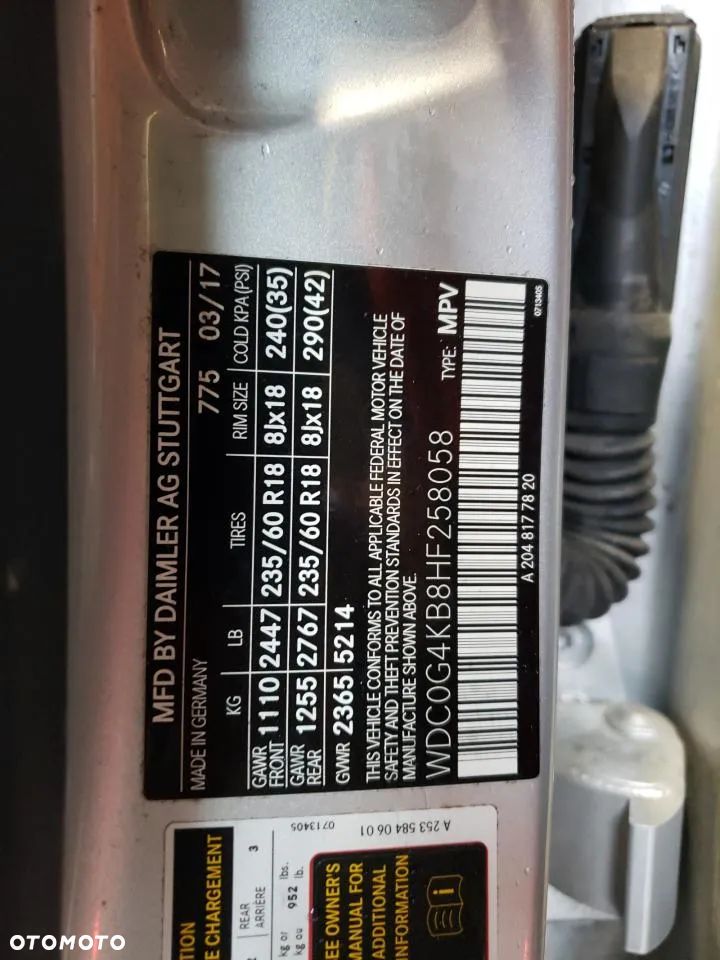 MFD BY DAIMLER AG STUTTGART
775 03/17
MADE IN GERMANY
KG LB TIRES RIM SIZE COLD KPA (PSI)
GAWR FRONT 1110 2447 235/60 R18 8Jx18 240(35)
GAWR REAR 1255 2767 235/60 R18 8Jx18 290(42)
GVWR 2365 5214
THIS VEHICLE CONFORMS TO ALL APPLICABLE FEDERAL MOTOR VEHICLE
SAFETY AND THEFT PREVENTION STANDARDS IN EFFECT ON THE DATE OF
MANUFACTURE SHOWN ABOVE.
WDC0G4KB8HF258058 TYPE: MPV
A 204 817 78 20
0713405
E CHARGEMENT
REAR
ARRIÈRE
3
kg or
kg ou
952
lbs.
lb.
MANUAL FOR
ADDITIONAL
INFORMATION
A 253 584 06 01
0713405
OTOMOTO